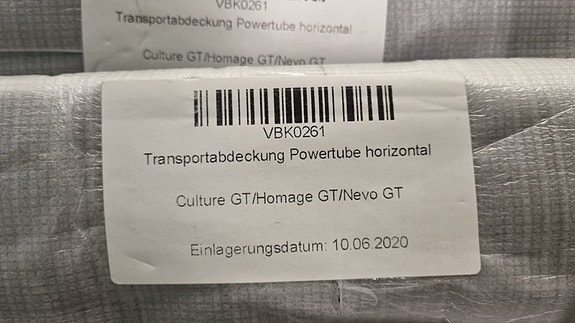 VBK0261
Transportabdeckung Powertube horizontal
Culture GT/Homage GT/Nevo GT
VBK0261
Transportabdeckung Powertube horizontal
Culture GT/Homage GT/Nevo GT
Einlagerungsdatum: 10.06.2020